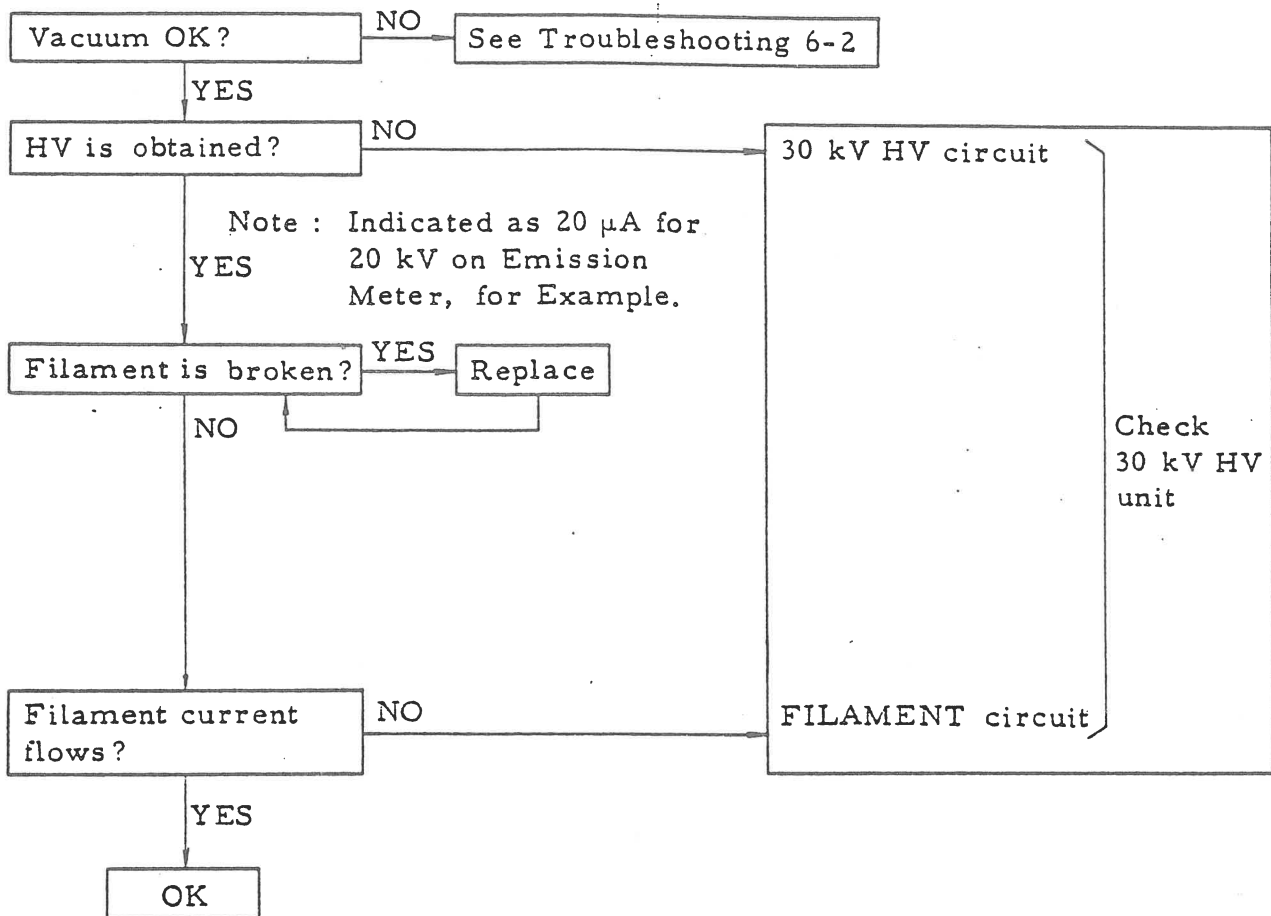 Vacuum OK?
NO
See Troubleshooting 6-2
YES
HV is obtained?
NO
30 kV HV circuit
Note : Indicated as 20 µA for
20 kV on Emission
Meter, for Example.
YES
Filament is broken?
YES
Replace
NO
Check
30 kV HV
unit
Filament current
flows?
NO
FILAMENT circuit
YES
OK